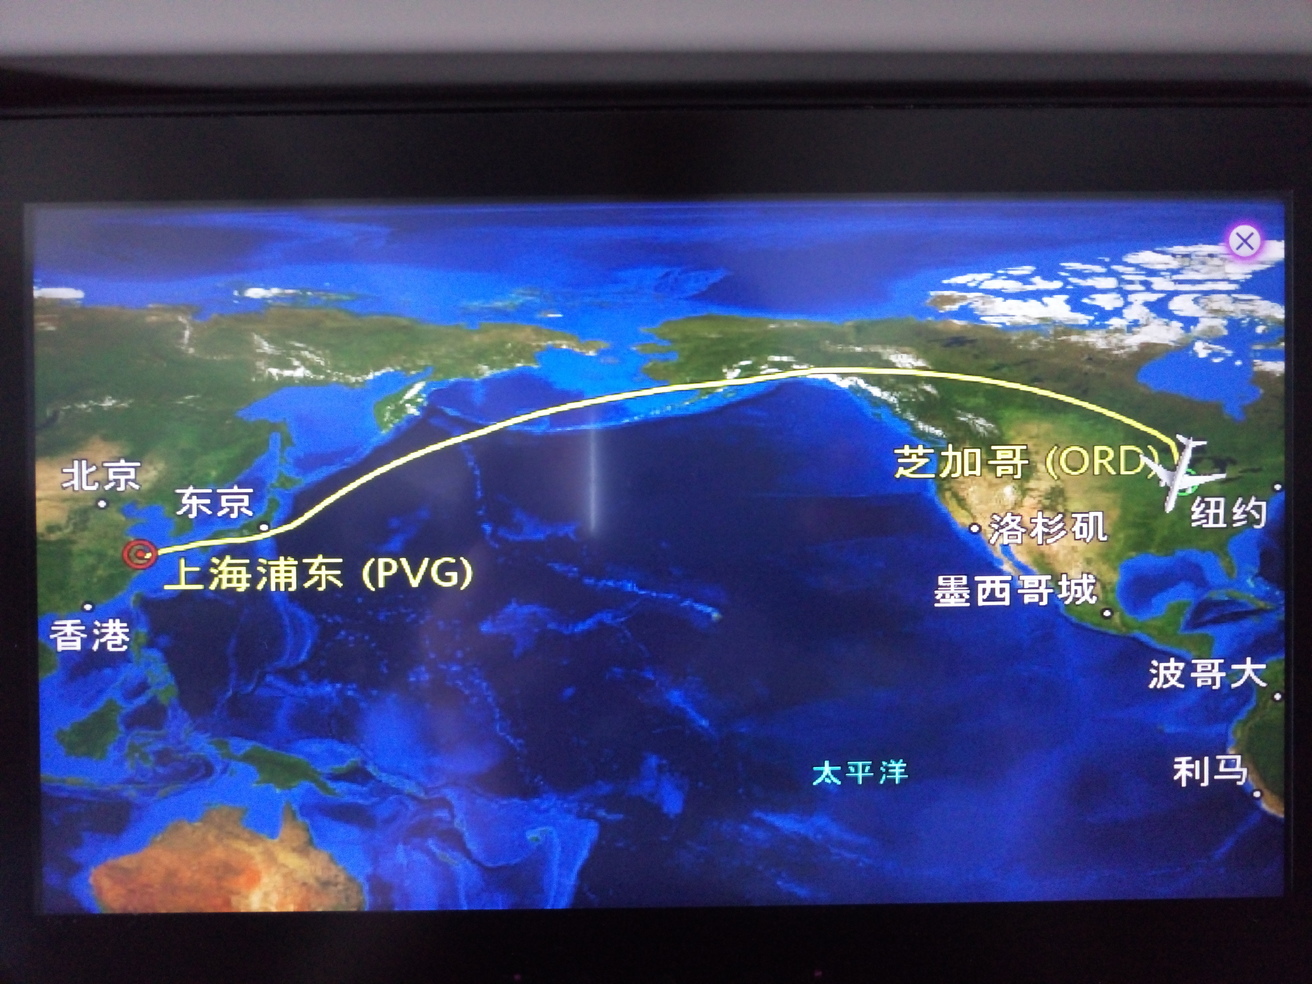 芝加哥 (ORD)
北京
东京
纽约
洛杉矶
上海浦东 (PVG)
墨西哥城
香港
波哥大
太平洋
利马